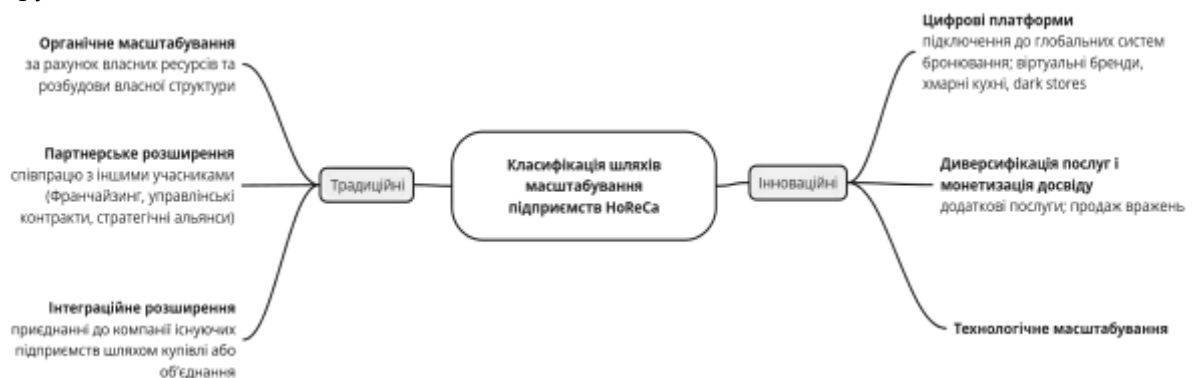 Органічне масштабування
за рахунок власних ресурсів та
розбудови власної структури
Партнерське розширення
співпрацю з іншими учасниками
(Франчайзинг, управлінські
контракти, стратегічні альянси)
Інтеграційне розширення
приєднанні до компанії існуючих
підприємств шляхом купівлі або
об'єднання
Традиційні
Класифікація шляхів
масштабування
підприємств HoReCa
Інноваційні
Цифрові платформи
підключення до глобальних систем
бронювання; віртуальні бренди,
хмарні кухні, dark stores
Диверсифікація послуг і
монетизація досвіду
додаткові послуги; продаж вражень
Технологічне масштабування